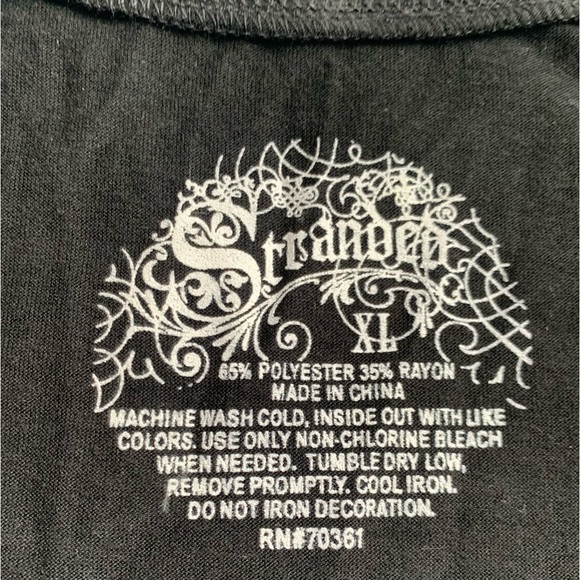 Stranded
XL
65% POLYESTER 35% RAYON
MADE IN CHINA
MACHINE WASH COLD, INSIDE OUT WITH LIKE
COLORS. USE ONLY NON-CHLORINE BLEACH
WHEN NEEDED. TUMBLE DRY LOW,
REMOVE PROMPTLY. COOL IRON.
DO NOT IRON DECORATION.
RN#70361